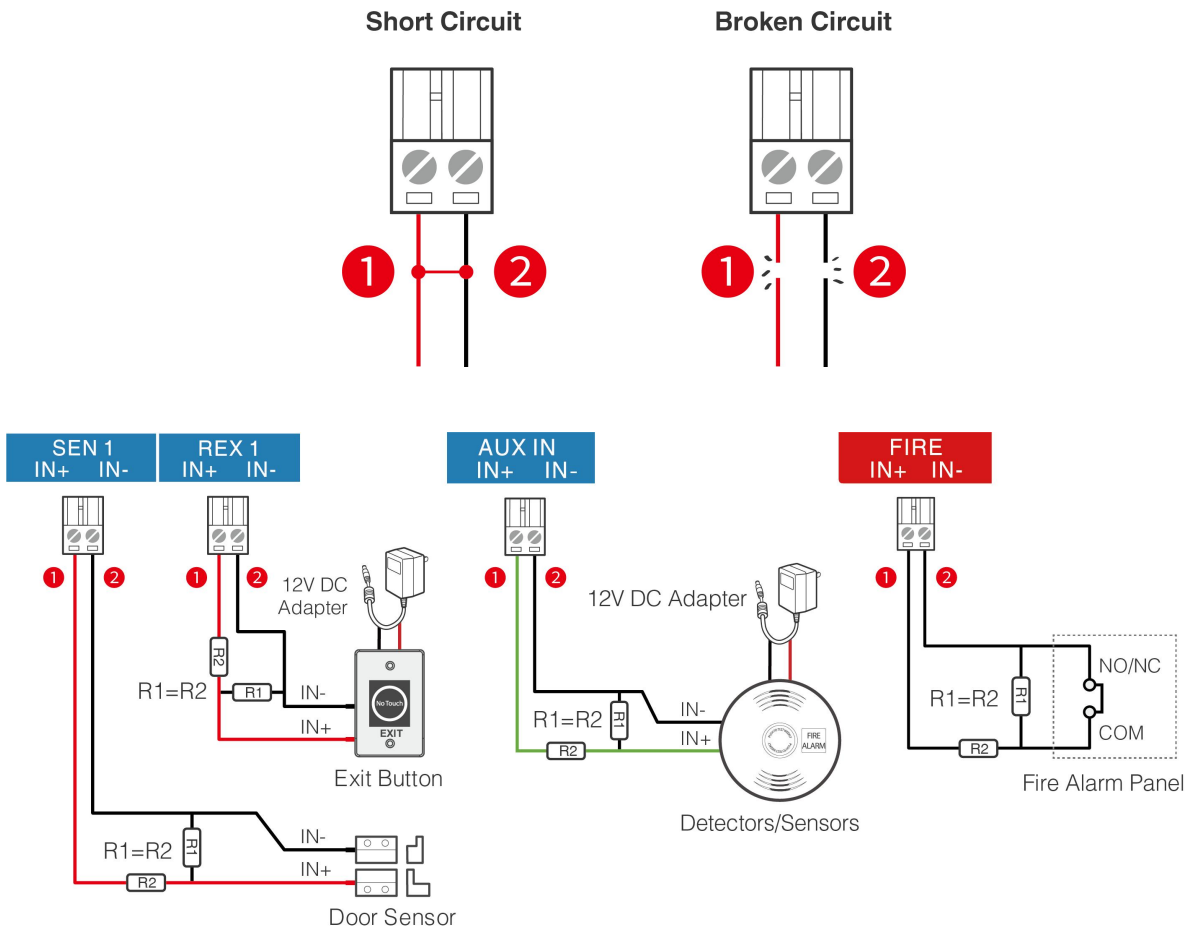 Short Circuit
Broken Circuit
1
2
1
2
SEN 1
IN+ IN-
REX 1
IN+ IN-
AUX IN
IN+ IN-
FIRE
IN+ IN-
1
2
1
2
1
2
1
2
12V DC
Adapter
12V DC Adapter
R2
R1=R2
R1
IN-
IN+
No Touch
EXIT
Exit Button
R1=R2
R1
R2
IN-
IN+
FIRE
ALARM
Detectors/Sensors
R1=R2
R1
R2
NO/NC
COM
Fire Alarm Panel
R1=R2
R1
R2
IN-
IN+
Door Sensor